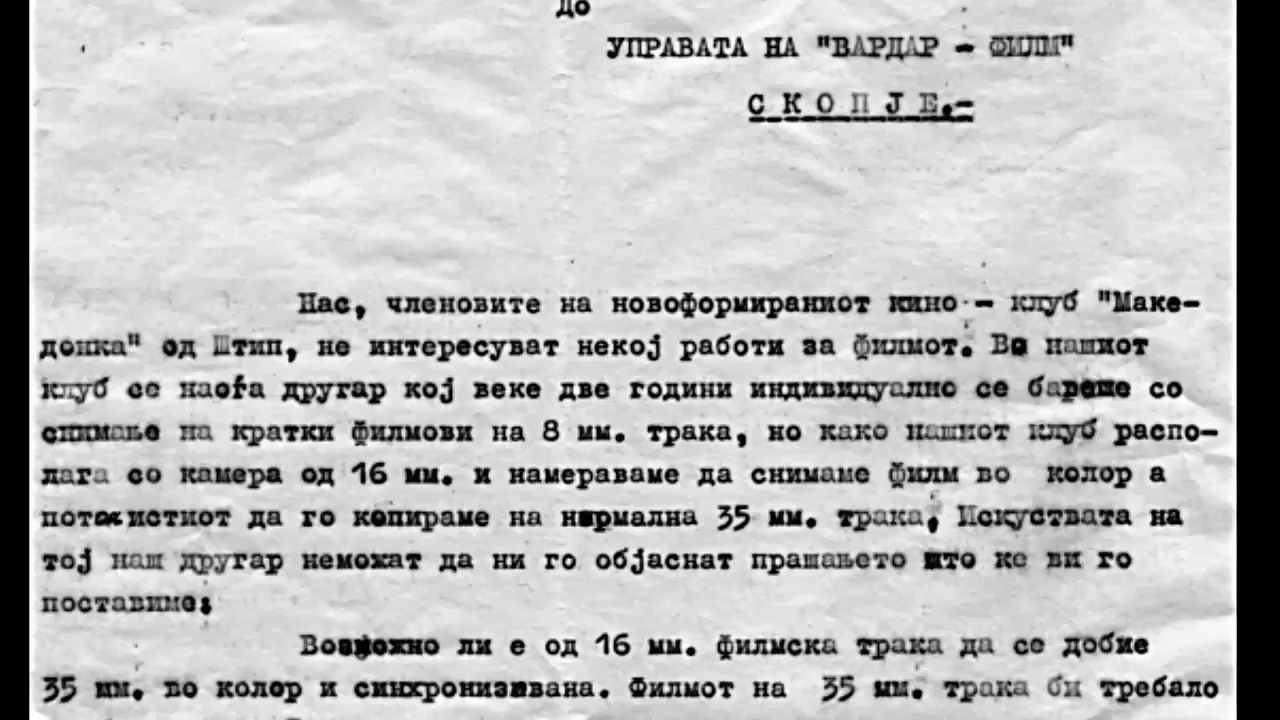 До
УПРАВАТА НА "ВАРДАР - ФИЛМ"
С К О П Ј Е.-
Нас, членовите на новоформираниот кино - клуб "Маке-
донка" од Штип, не интересуват некој работи за филмот. Во нашиот
клуб се наоѓа другар кој веке две години индивидуално се бавеше со
снимање на кратки филмови на 8 мм. трака, но како нашиот клуб распо-
лага со камера од 16 мм. и намераваме да снимаме филм во колор а
потоа истиот да го копираме на нормална 35 мм. трака, Искуствата на
тој наш другар неможат да ни го објаснат прашањето што ке ви го
поставиме:
Возможно ли е од 16 мм. филмска трака да се добие
35 мм. во колор и синхронизивана. Филмот на 35 мм. трака би требало